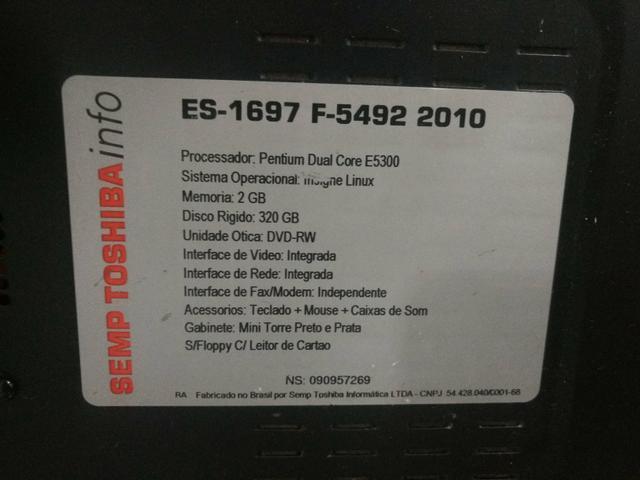 SEMP TOSHIBA info
ES-1697 F-5492 2010
Processador: Pentium Dual Core E5300
Sistema Operacional: Insigne Linux
Memoria: 2 GB
Disco Rigido: 320 GB
Unidade Otica: DVD-RW
Interface de Video: Integrada
Interface de Rede: Integrada
Interface de Fax/Modem: Independente
Acessorios: Teclado + Mouse + Caixas de Som
Gabinete: Mini Torre Preto e Prata
S/Floppy C/ Leitor de Cartao
NS: 090957269
RA Fabricado no Brasil por Semp Toshiba Informática LTDA - CNPJ 54.428.040/0001-68